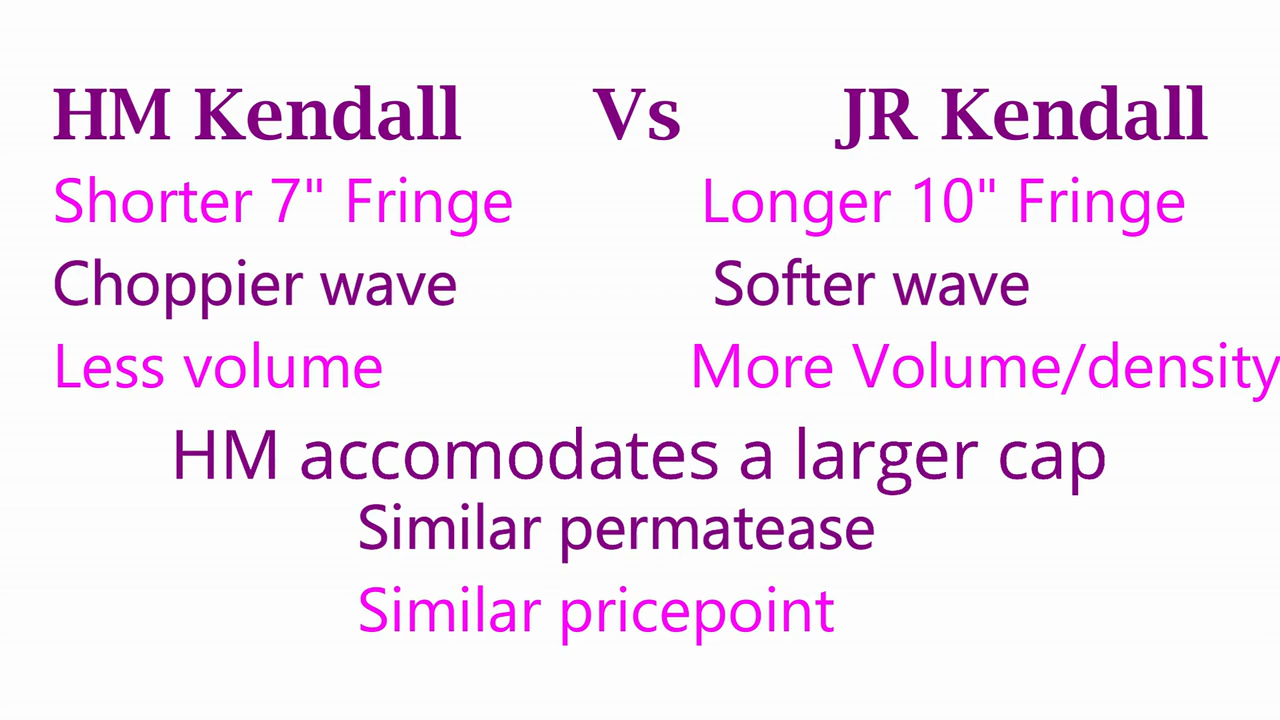 HM Kendall Vs JR Kendall
Shorter 7" Fringe Longer 10" Fringe
Choppier wave Softer wave
Less volume More Volume/density
HM accomodates a larger cap
Similar permatease
Similar pricepoint